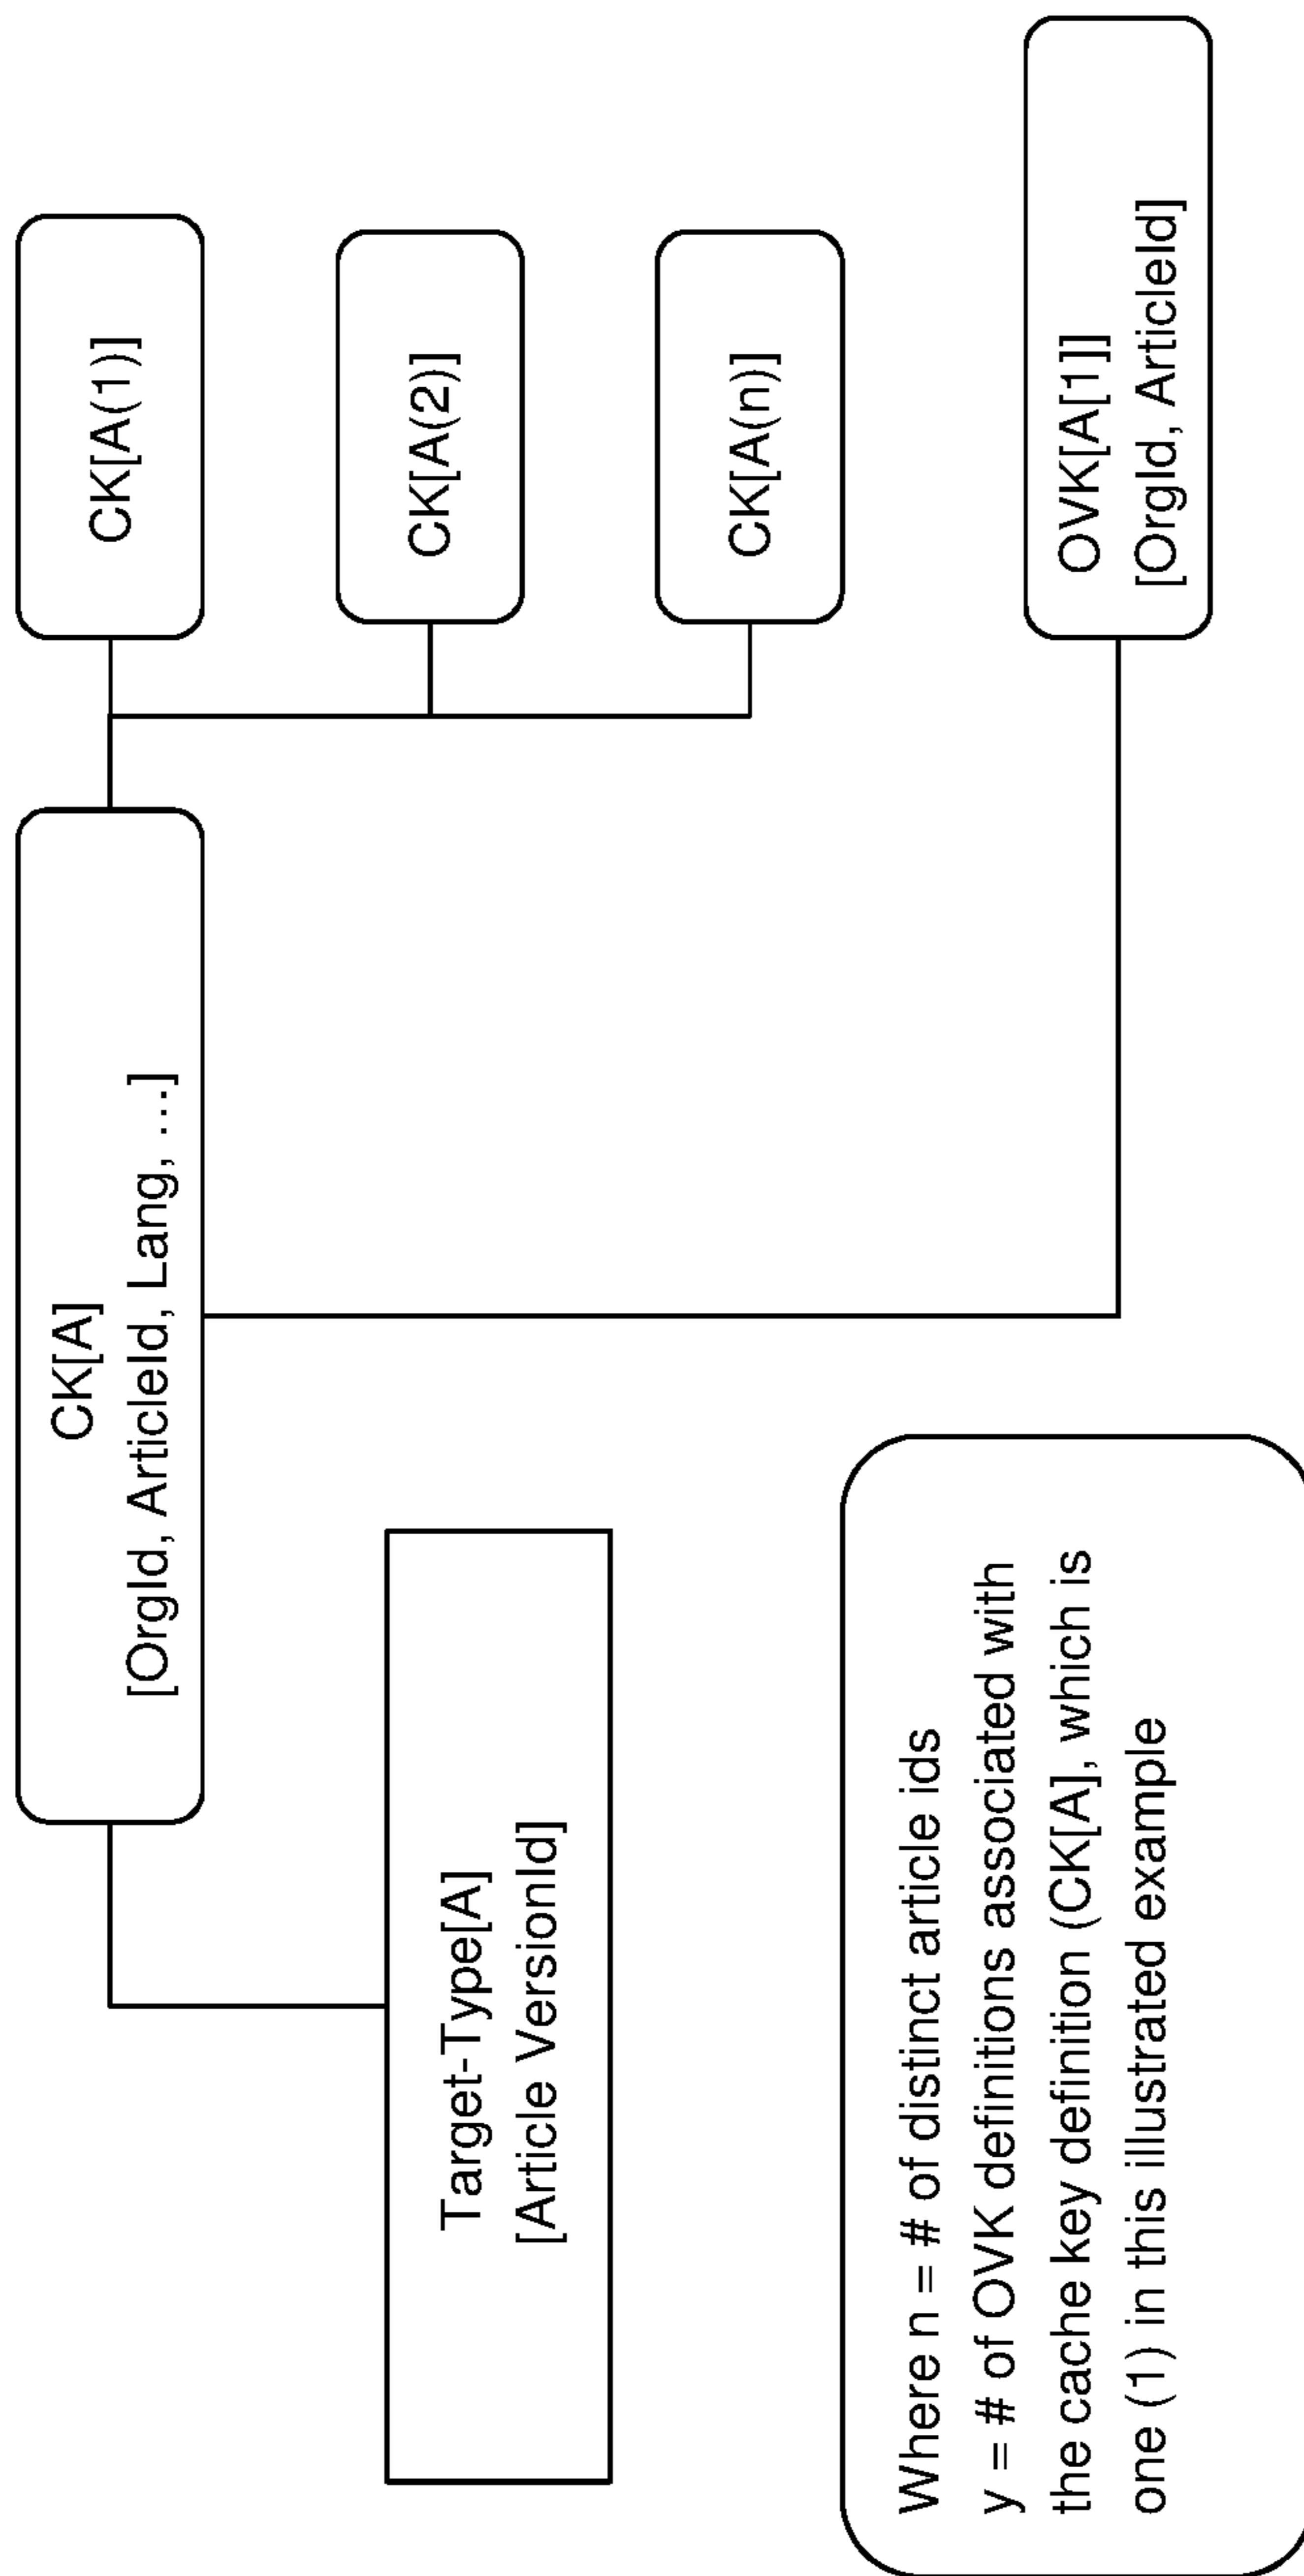 CK[A]
[OrgId, ArticleId, Lang, ...]
CK[A(1)]
CK[A(2)]
CK[A(n)]
Target-Type[A]
[Article VersionId]
OVK[A[1]]
[OrgId, ArticleId]
Where n = # of distinct article ids
y = # of OVK definitions associated with
the cache key definition (CK[A], which is
one (1) in this illustrated example